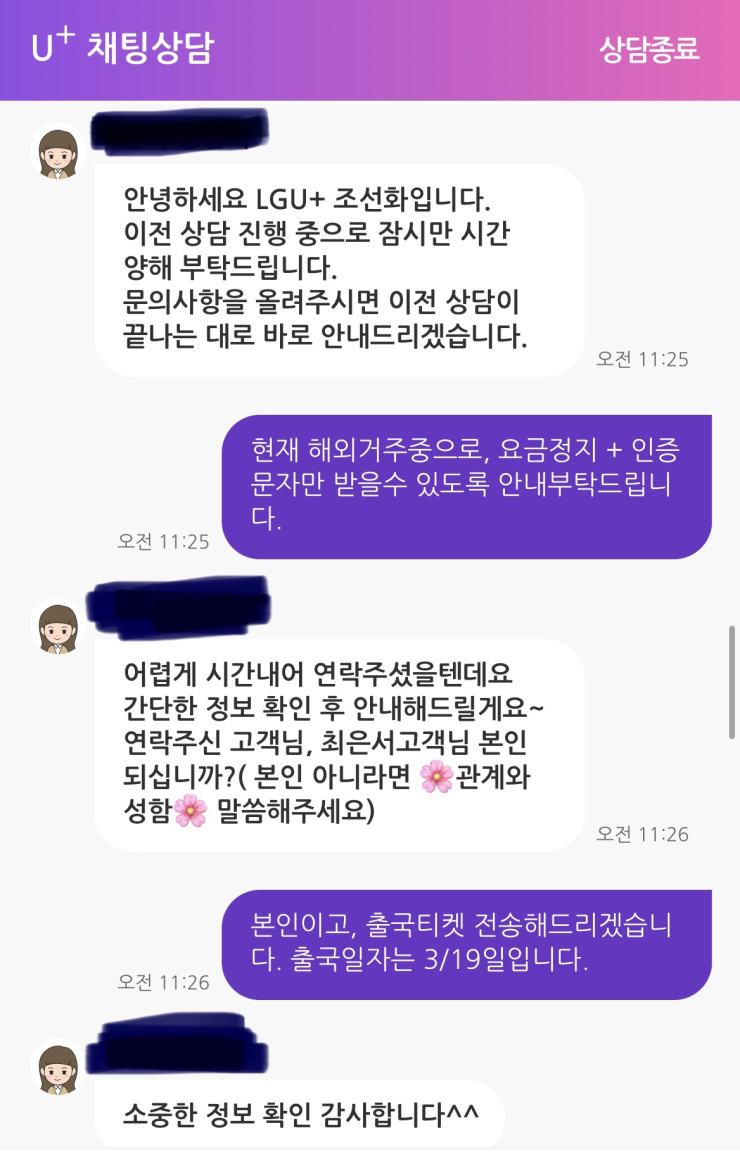 U+ 채팅상담
상담종료
안녕하세요 LGU+ 조선화입니다.
이전 상담 진행 중으로 잠시만 시간
양해 부탁드립니다.
문의사항을 올려주시면 이전 상담이
끝나는 대로 바로 안내드리겠습니다.
오전 11:25
현재 해외거주중으로, 요금정지 + 인증
문자만 받을수 있도록 안내부탁드립니
다.
오전 11:25
어렵게 시간내어 연락주셨을텐데요
간단한 정보 확인 후 안내해드릴게요~
연락주신 고객님, 최은서고객님 본인
되십니까?( 본인 아니라면 🌸관계와
성함🌸 말씀해주세요)
오전 11:26
본인이고, 출국티켓 전송해드리겠습니
다. 출국일자는 3/19일입니다.
오전 11:26
소중한 정보 확인 감사합니다^^